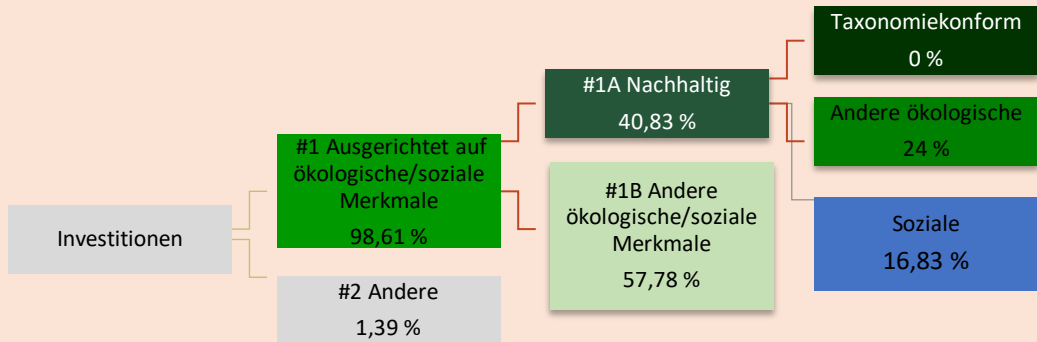 Investitionen
#1 Ausgerichtet auf
ökologische/soziale
Merkmale
98,61 %
#2 Andere
1,39 %
#1A Nachhaltig
40,83 %
#1B Andere
ökologische/soziale
Merkmale
57,78 %
Taxonomiekonform
0 %
Andere ökologische
24 %
Soziale
16,83 %